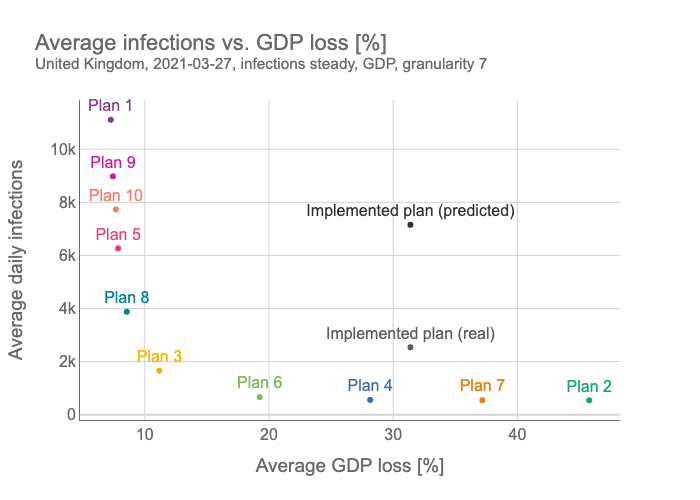 Average infections vs. GDP loss [%]
United Kingdom, 2021-03-27, infections steady, GDP, granularity 7
Plan 1
10k
Plan 9
Plan 10
8k
Implemented plan (predicted)
Plan 5
6k
Plan 8
4k
Implemented plan (real)
Plan 3
2k
Plan 6
Plan 4
Plan 7
Plan 2
0
10
20
30
40
Average daily infections
Average GDP loss [%]